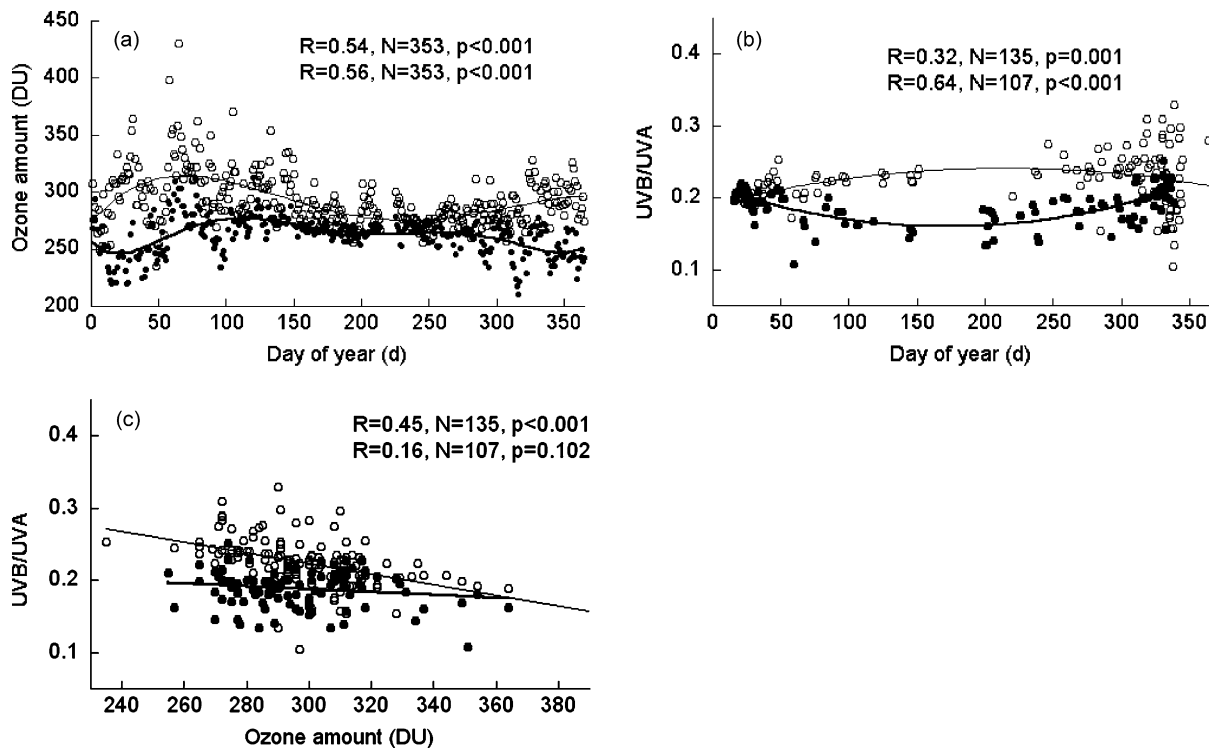 (a)
R=0.54, N=353, p<0.001
R=0.56, N=353, p<0.001
450
400
350
300
250
200
Ozone amount (DU)
0 50 100 150 200 250 300 350
Day of year (d)
(b)
R=0.32, N=135, p=0.001
R=0.64, N=107, p<0.001
0.4
0.3
0.2
0.1
UVB/UVA
0 50 100 150 200 250 300 350
Day of year (d)
(c)
R=0.45, N=135, p<0.001
R=0.16, N=107, p=0.102
0.4
0.3
0.2
0.1
UVB/UVA
240 260 280 300 320 340 360 380
Ozone amount (DU)